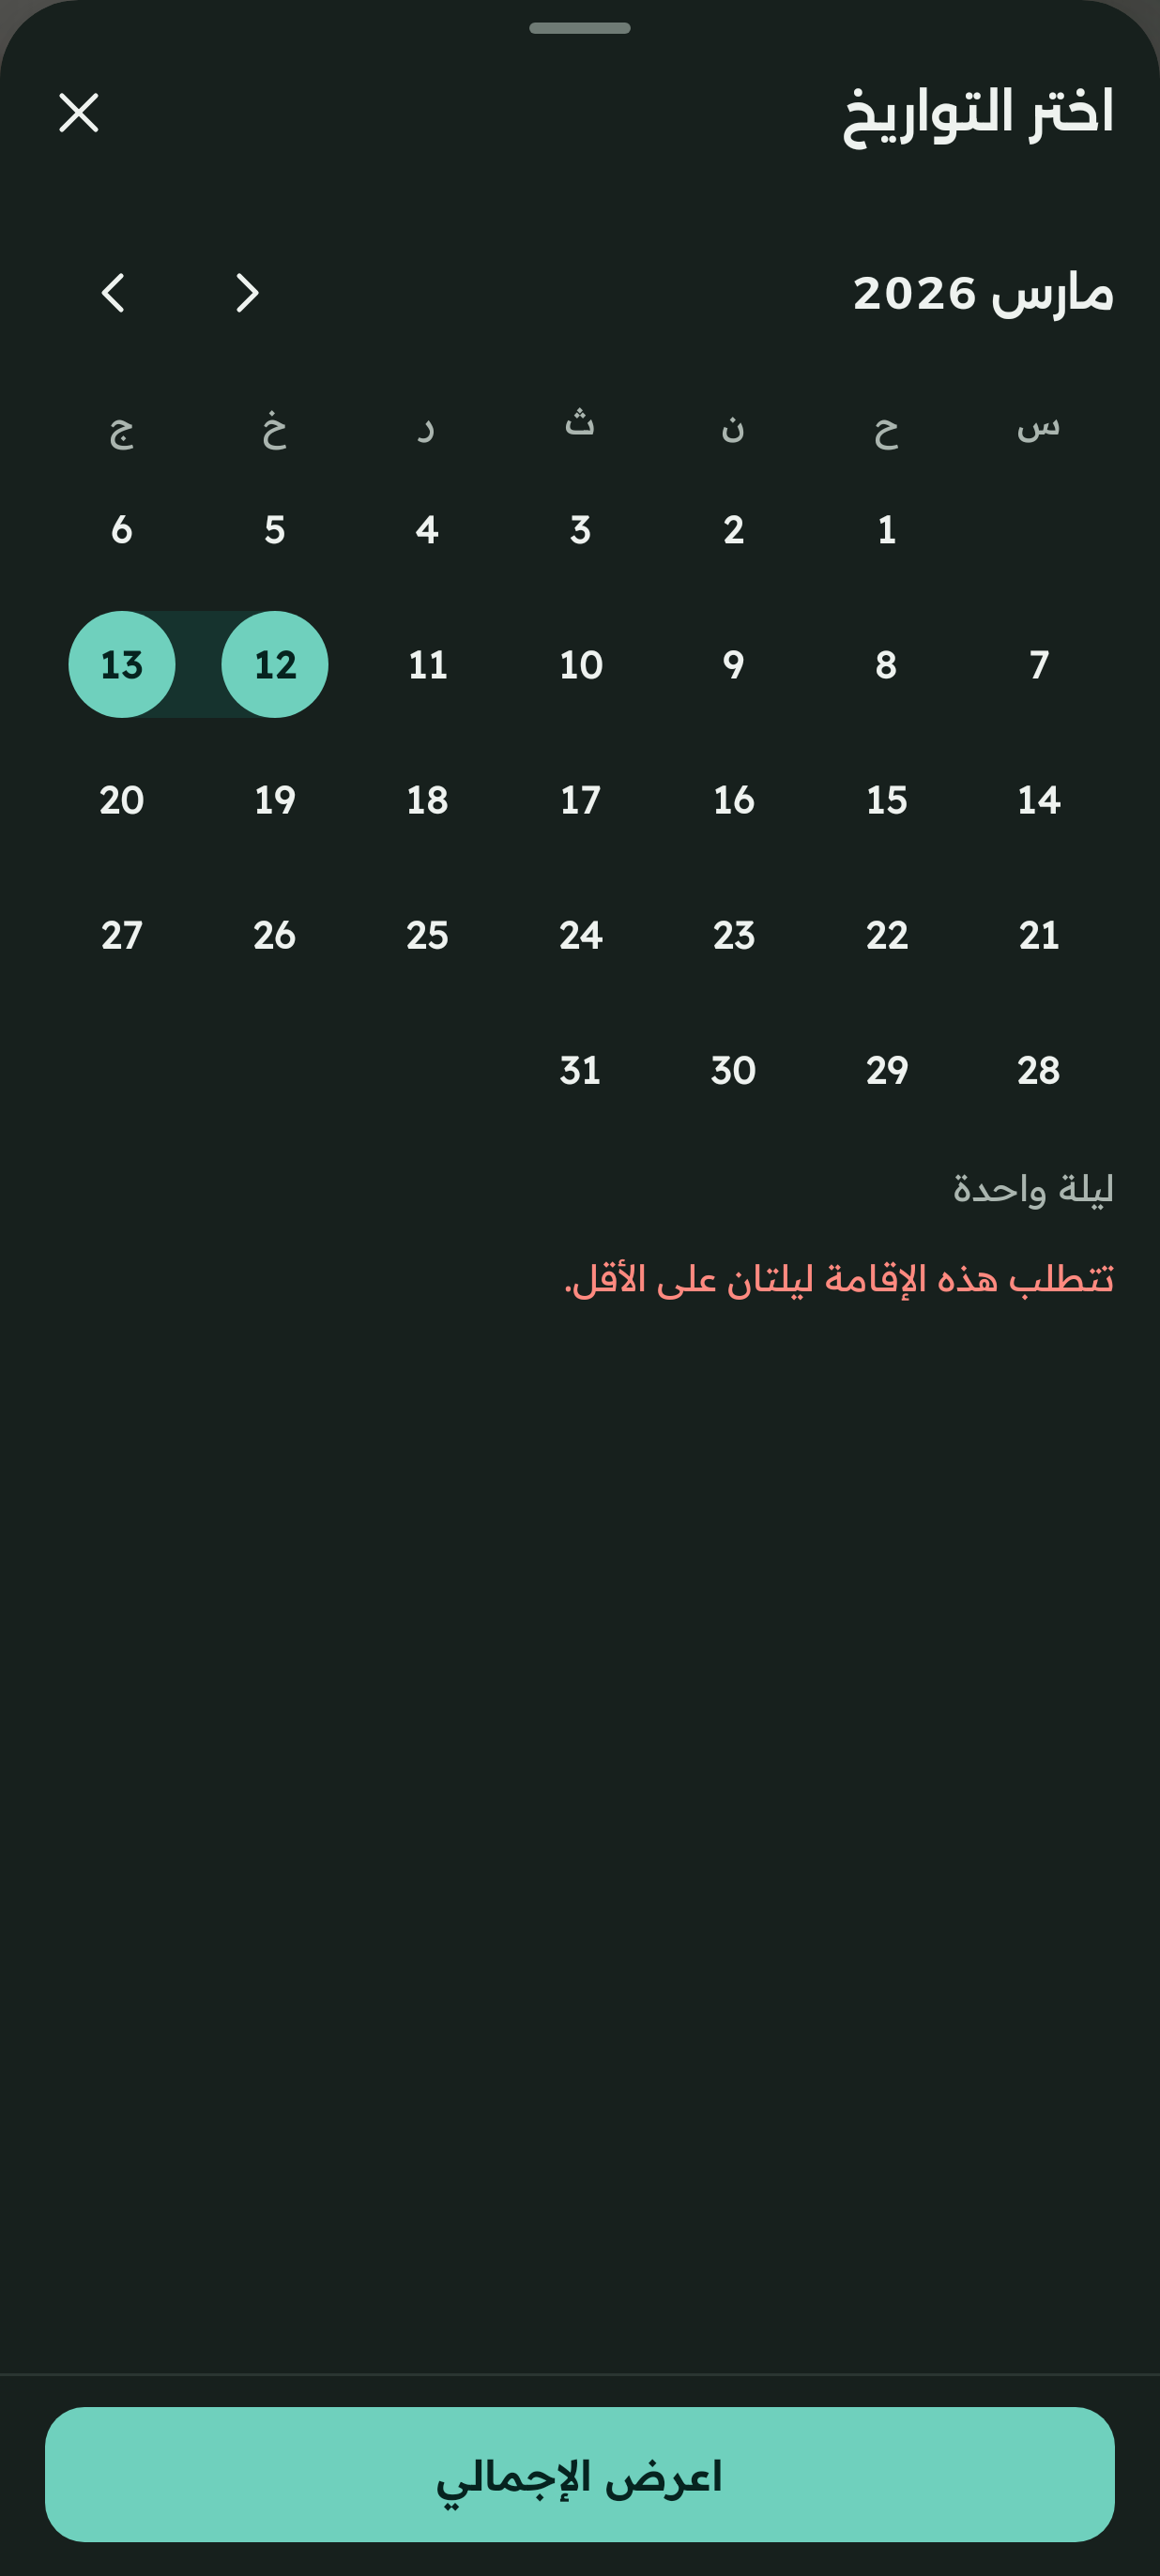 اختر التواريخ
مارس 2026
س ح ن ث ر خ ج
1 2 3 4 5 6
7 8 9 10 11 12 13
14 15 16 17 18 19 20
21 22 23 24 25 26 27
28 29 30 31
ليلة واحدة
تتطلب هذه الإقامة ليلتان على الأقل.
اعرض الإجمالي